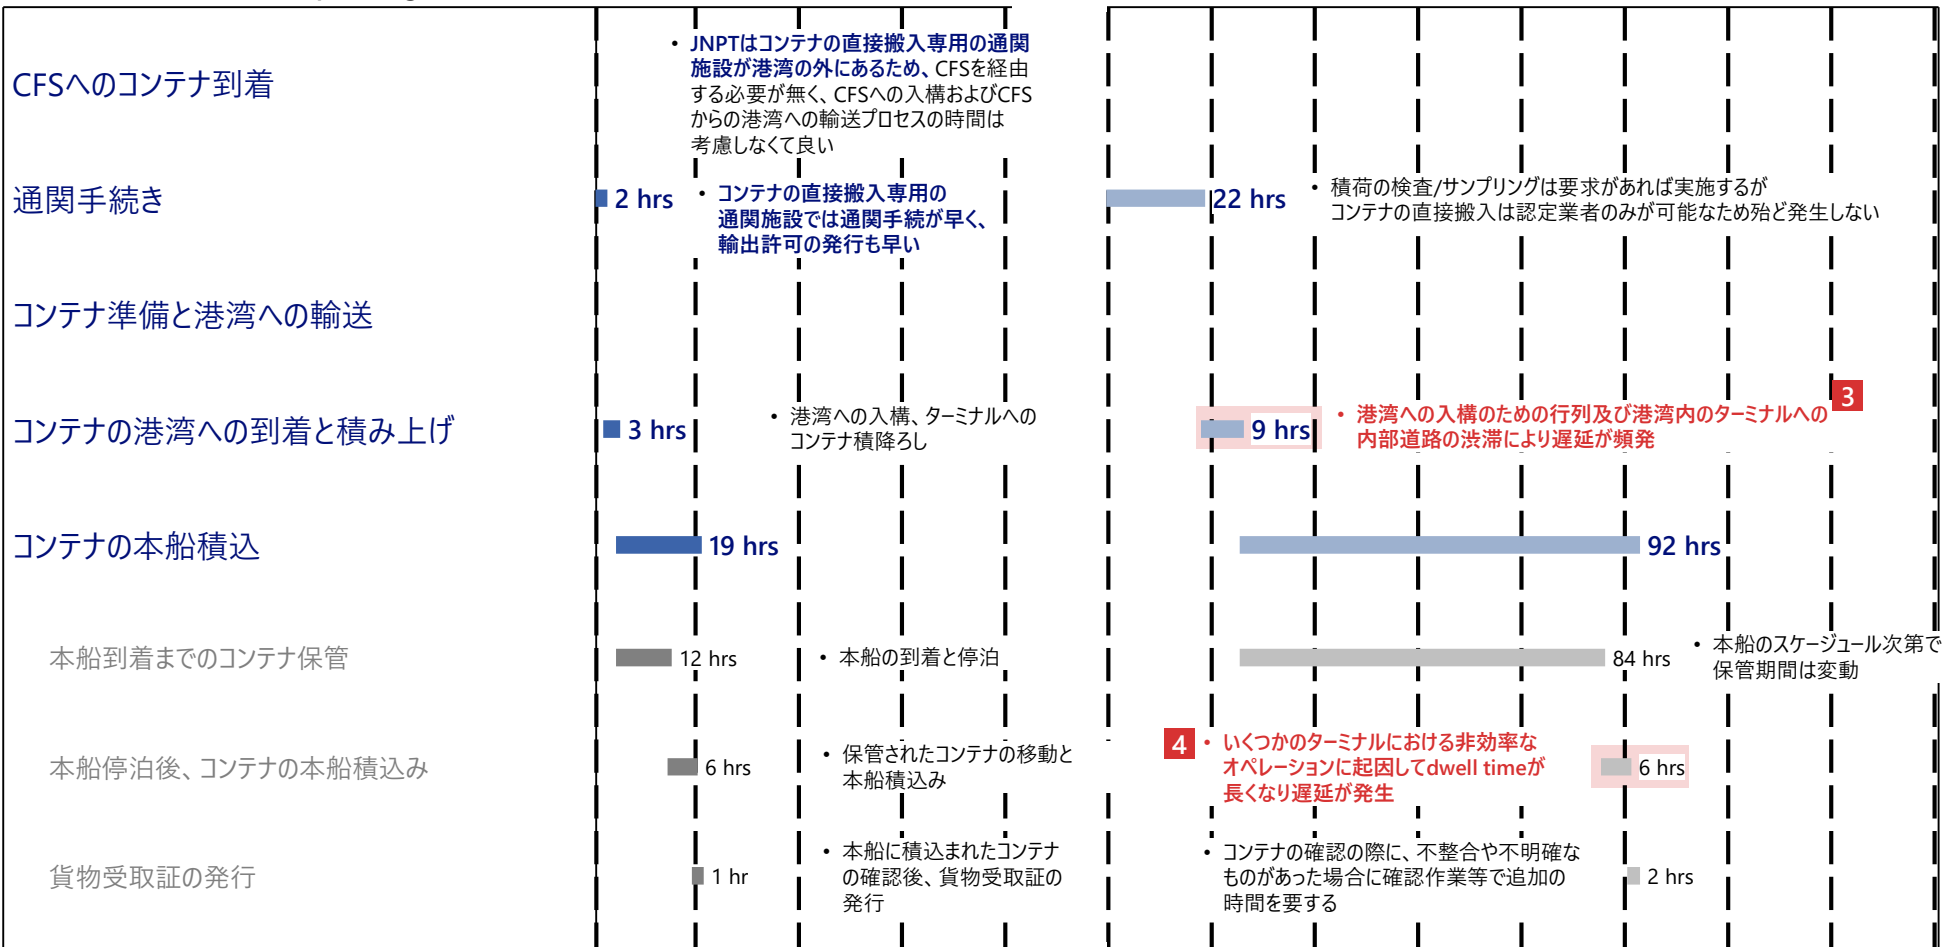 CFSへのコンテナ到着
• JNPTはコンテナの直接搬入専用の通関
施設が港湾の外にあるため、CFSを経由
する必要が無く、CFSへの入構およびCFS
からの港湾への輸送プロセスの時間は
考慮しなくて良い
通関手続き
2 hrs
• コンテナの直接搬入専用の
通関施設では通関手続が早く、
輸出許可の発行も早い
22 hrs
• 積荷の検査/サンプリングは要求があれば実施するが
コンテナの直接搬入は認定業者のみが可能なため殆ど発生しない
コンテナ準備と港湾への輸送
コンテナの港湾への到着と積み上げ
3 hrs
• 港湾への入構、ターミナルへの
コンテナ積降ろし
9 hrs
3
• 港湾への入構のための行列及び港湾内のターミナルへの
内部道路の渋滞により遅延が頻発
コンテナの本船積込
19 hrs
92 hrs
本船到着までのコンテナ保管
12 hrs
• 本船の到着と停泊
84 hrs
• 本船のスケージュール次第で
保管期間は変動
本船停泊後、コンテナの本船積込み
6 hrs
• 保管されたコンテナの移動と
本船積込み
4
• いくつかのターミナルにおける非効率な
オペレーションに起因してdwell timeが
長くなり遅延が発生
6 hrs
貨物受取証の発行
1 hr
• 本船に積込まれたコンテナ
の確認後、貨物受取証の
発行
• コンテナの確認の際に、不整合や不明確な
ものがあった場合に確認作業等で追加の
時間を要する
2 hrs